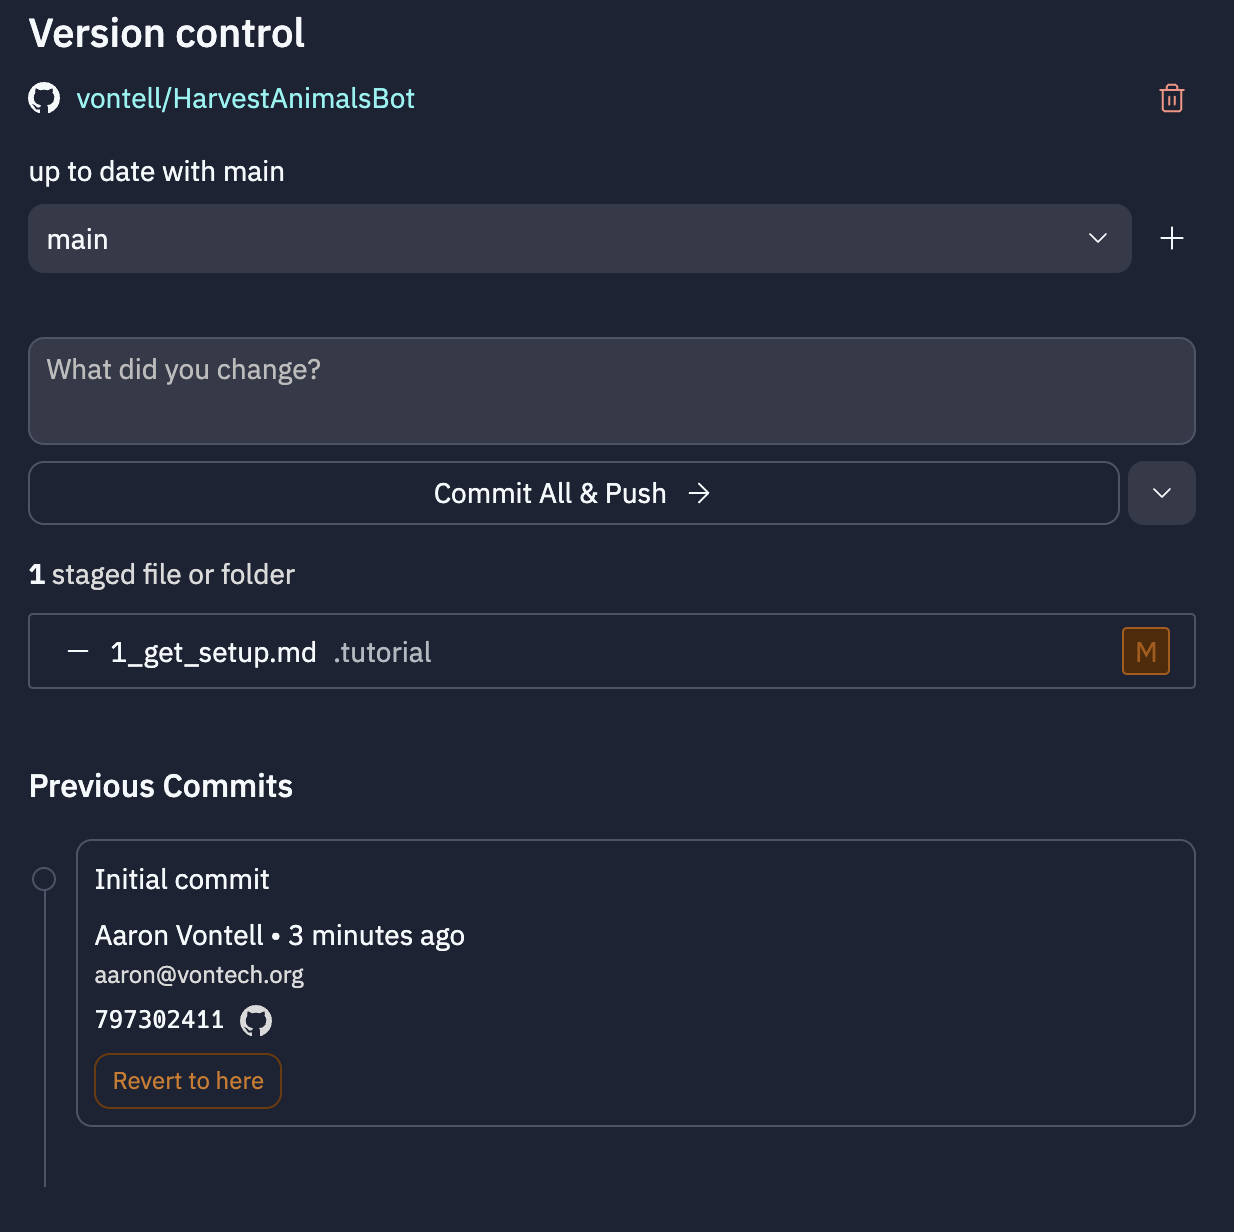 Version control
vontell/HarvestAnimalsBot
up to date with main
main
What did you change?
Commit All & Push →
1 staged file or folder
1_get_setup.md .tutorial M
Previous Commits
Initial commit
Aaron Vontell • 3 minutes ago
aaron@vontech.org
797302411
Revert to here